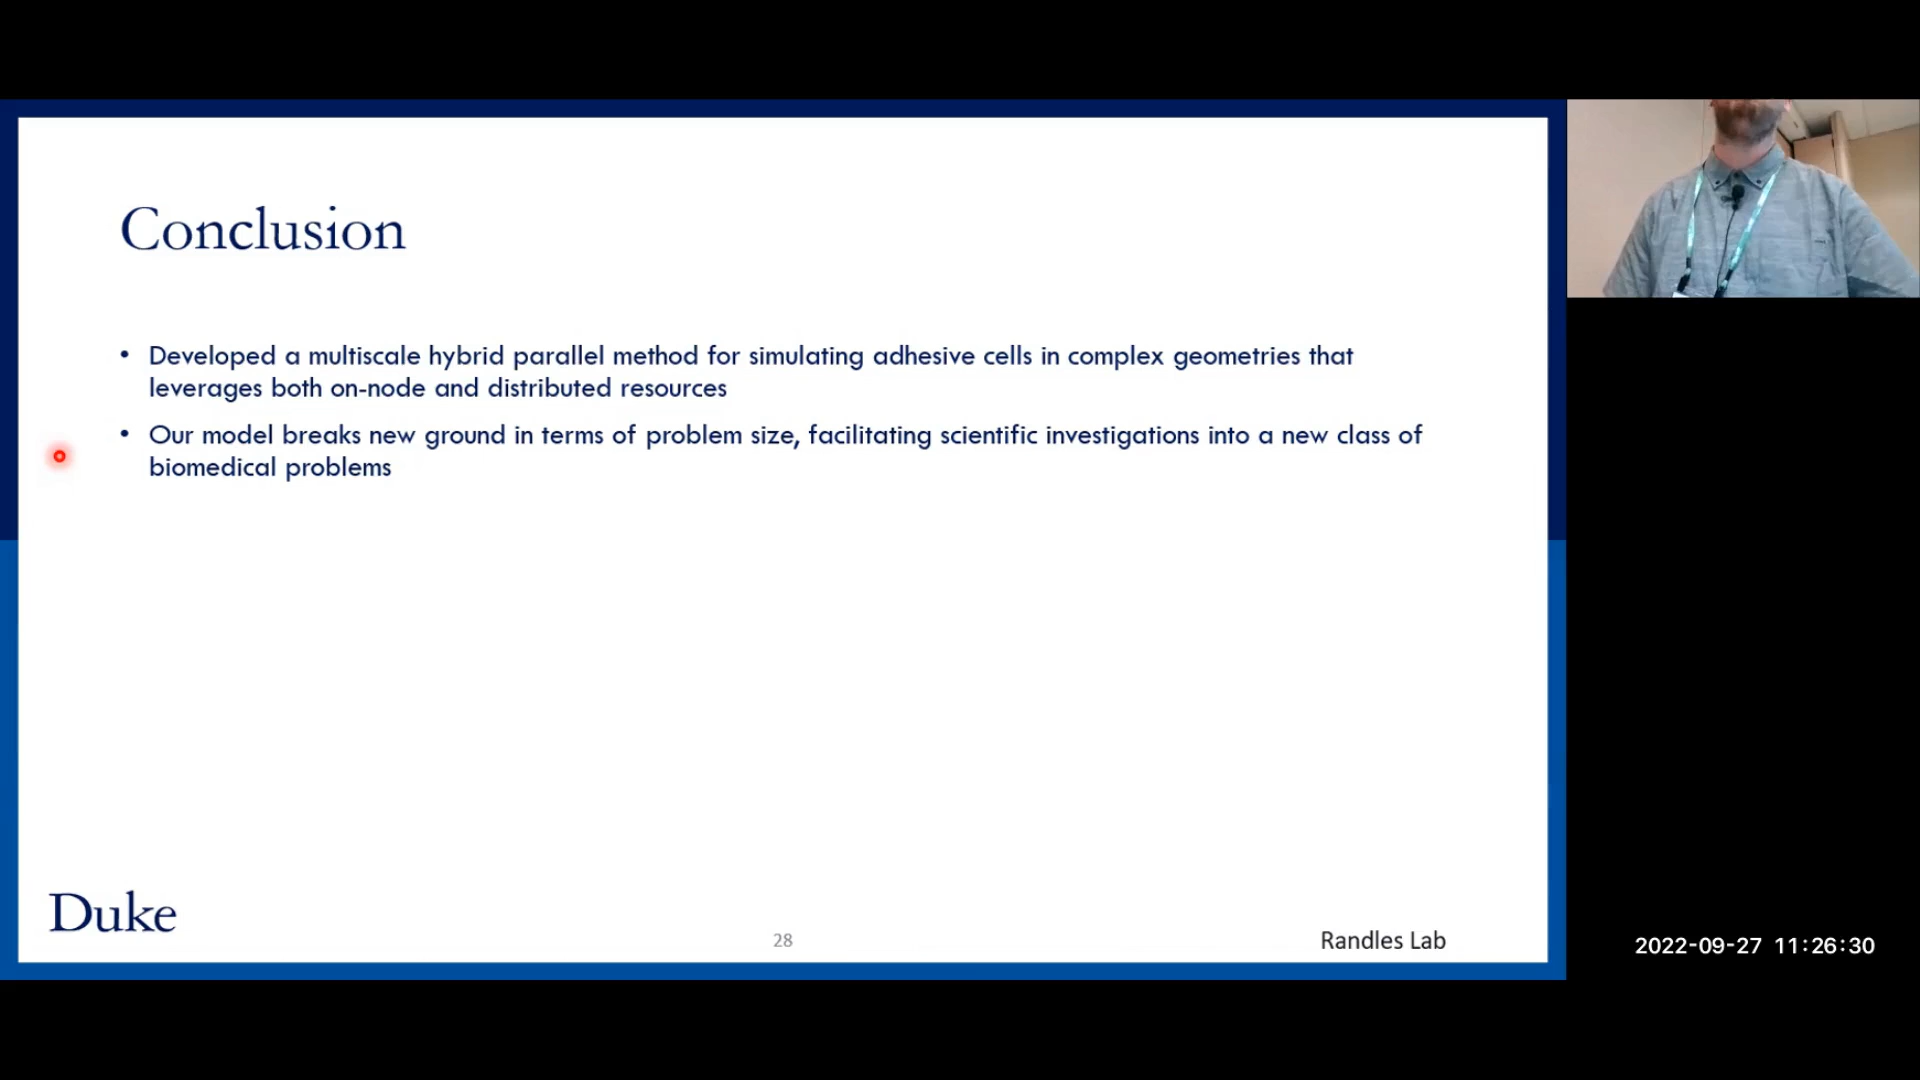 Conclusion
• Developed a multiscale hybrid parallel method for simulating adhesive cells in complex geometries that
leverages both on-node and distributed resources
• Our model breaks new ground in terms of problem size, facilitating scientific investigations into a new class of
biomedical problems
Duke
28
Randles Lab
2022-09-27 11:26:30